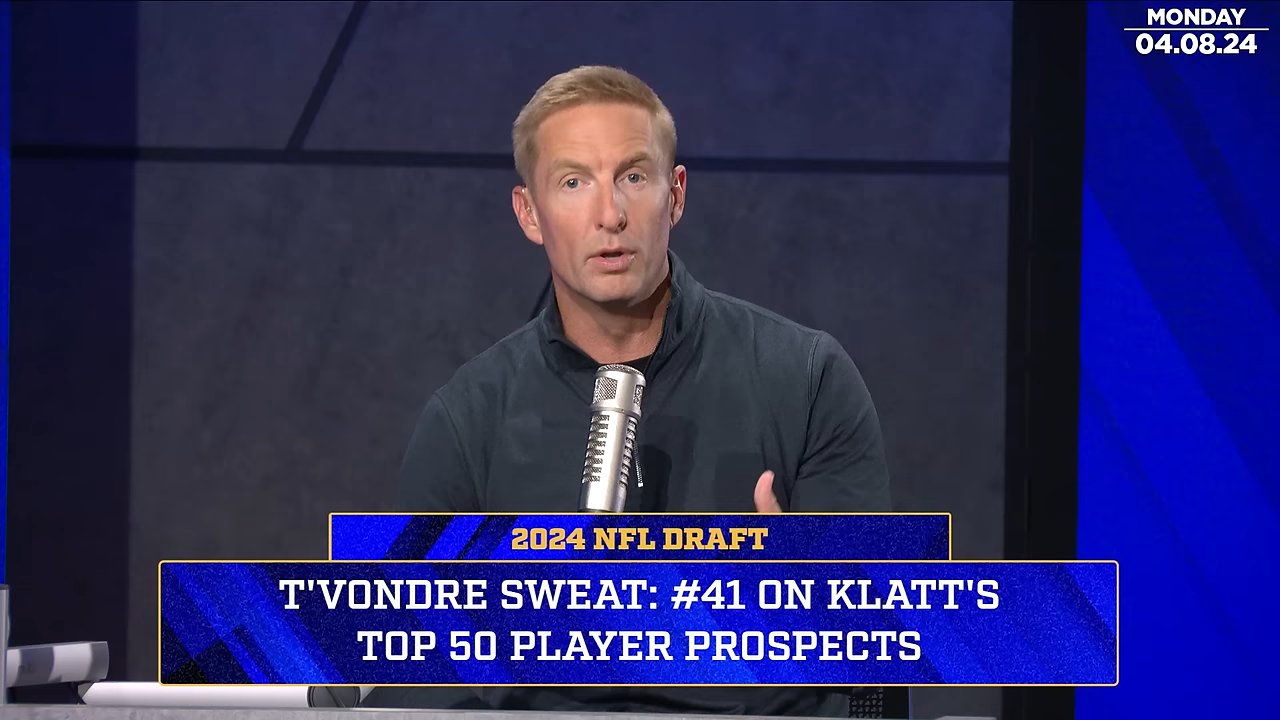 MONDAY
04.08.24
2024 NFL DRAFT
T'VONDRE SWEAT: #41 ON KLATT'S
TOP 50 PLAYER PROSPECTS